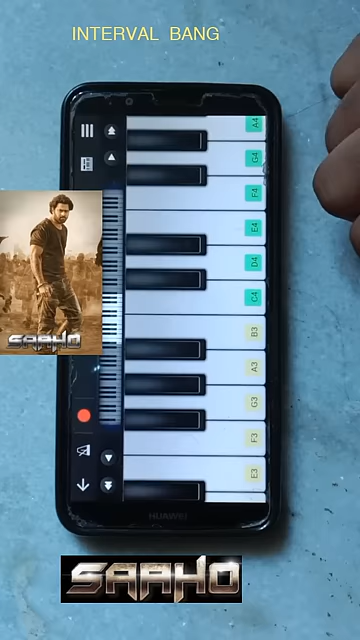 INTERVAL BANG
A4
G4
F4
E4
D4
C4
B3
A3
G3
F3
E3
SAAHO
HUAWEI
SAAHO